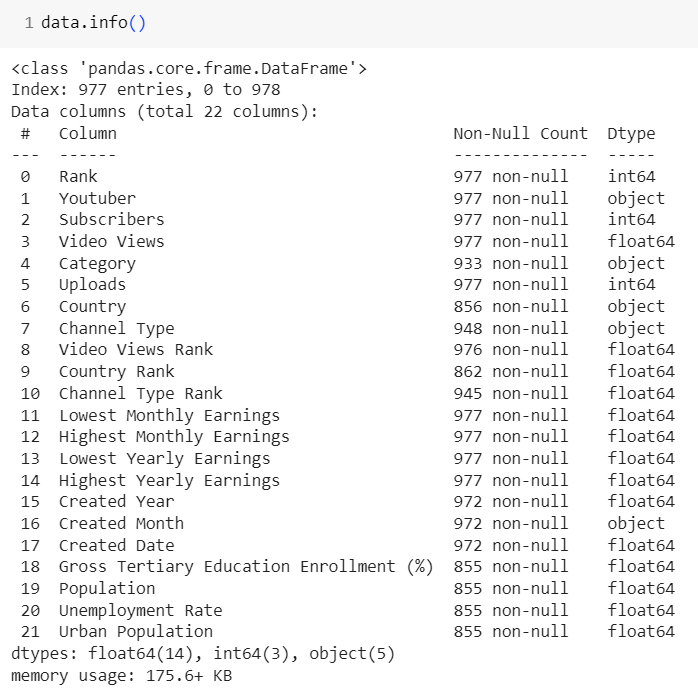 1 data.info()
<class 'pandas.core.frame.DataFrame'>
Index: 977 entries, 0 to 978
Data columns (total 22 columns):
 #   Column                                   Non-Null Count  Dtype
---  ------                                   --------------  -----
 0   Rank                                     977 non-null    int64
 1   Youtuber                                 977 non-null    object
 2   Subscribers                              977 non-null    int64
 3   Video Views                              977 non-null    float64
 4   Category                                 933 non-null    object
 5   Uploads                                  977 non-null    int64
 6   Country                                  856 non-null    object
 7   Channel Type                             948 non-null    object
 8   Video Views Rank                         976 non-null    float64
 9   Country Rank                             862 non-null    float64
 10  Channel Type Rank                        945 non-null    float64
 11  Lowest Monthly Earnings                  977 non-null    float64
 12  Highest Monthly Earnings                 977 non-null    float64
 13  Lowest Yearly Earnings                   977 non-null    float64
 14  Highest Yearly Earnings                  977 non-null    float64
 15  Created Year                             972 non-null    float64
 16  Created Month                            972 non-null    object
 17  Created Date                             972 non-null    float64
 18  Gross Tertiary Education Enrollment (%)  855 non-null    float64
 19  Population                               855 non-null    float64
 20  Unemployment Rate                        855 non-null    float64
 21  Urban Population                         855 non-null    float64
dtypes: float64(14), int64(3), object(5)
memory usage: 175.6+ KB